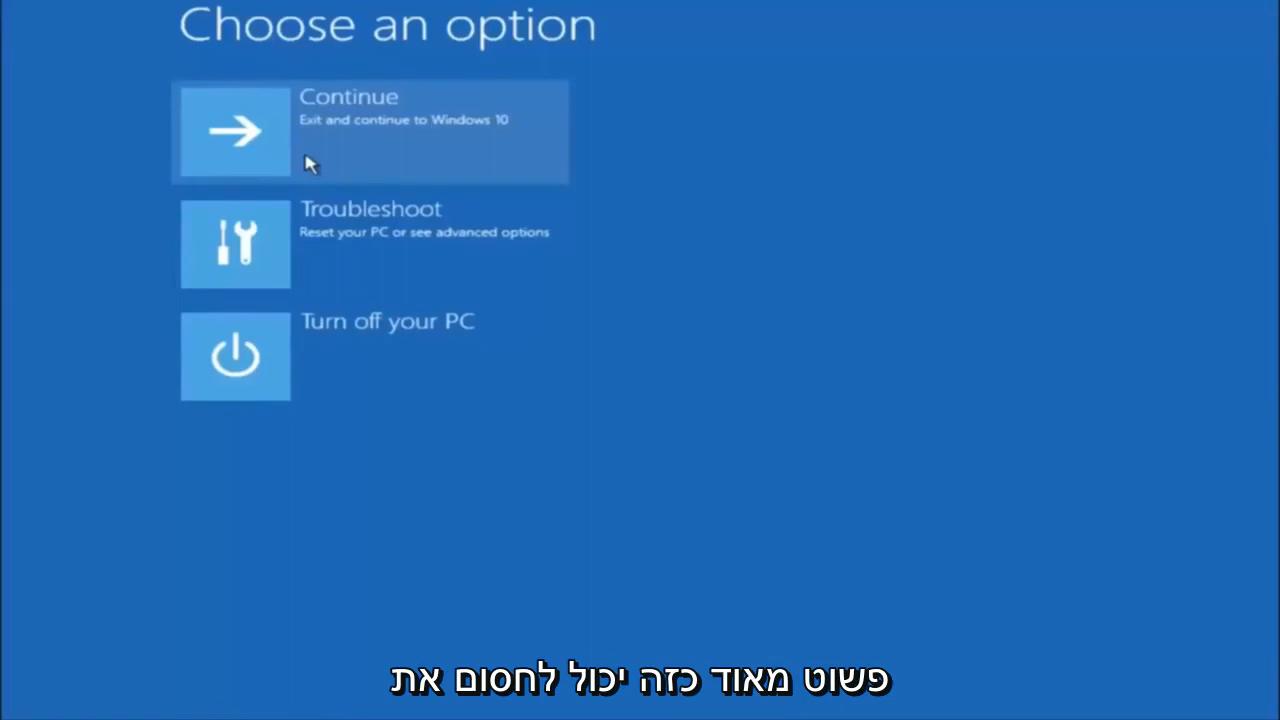 Choose an option
Continue
Exit and continue to Windows 10
Troubleshoot
Reset your PC or see advanced options
Turn off your PC
פשוט מאוד כזה יכול לחסום את